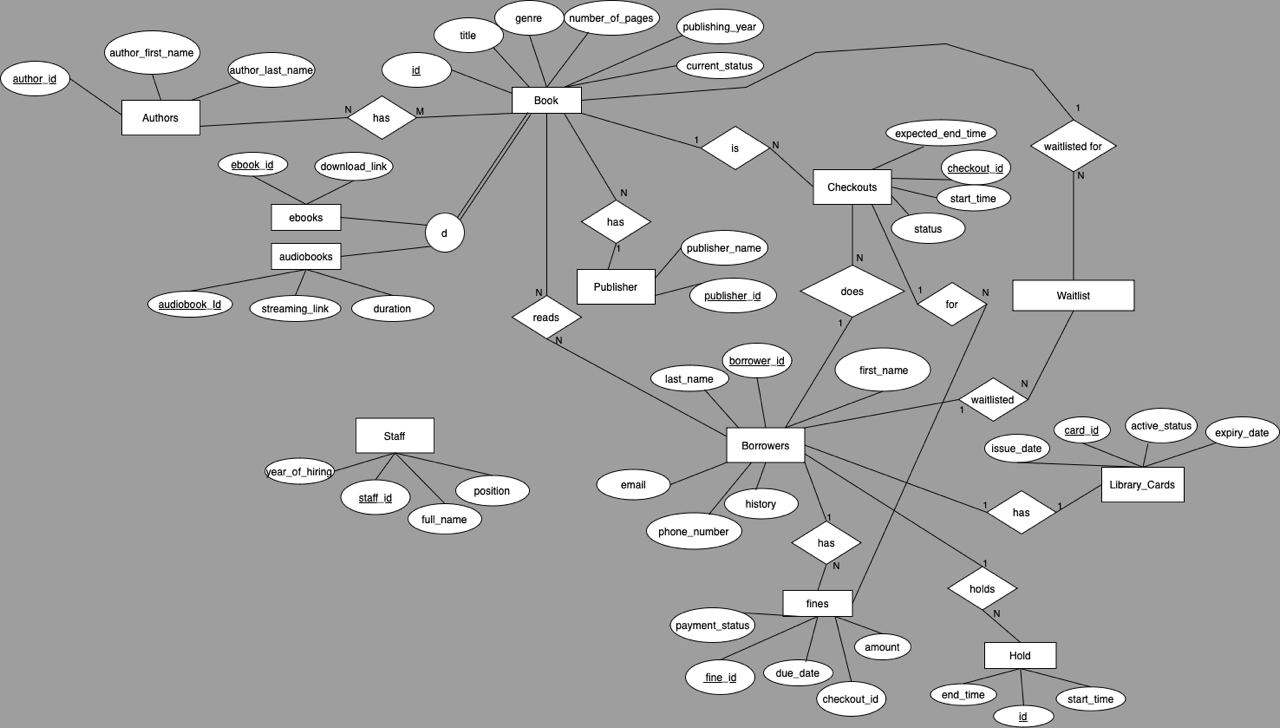 genre
number_of_pages
publishing_year
title
author_first_name
current_status
id
author_last_name
author_id
Book
N
has
M
Authors
1
waitlisted for
N
expected_end_time
1
is
N
checkout_id
ebook_id
download_link
Checkouts
start_time
N
ebooks
d
has
status
1
publisher_name
audiobooks
N
Publisher
publisher_id
does
1
for
N
Waitlist
audiobook_Id
streaming_link
duration
N
reads
N
1
borrower_id
first_name
last_name
N
waitlisted
1
Staff
Borrowers
card_id
active_status
expiry_date
issue_date
year_of_hiring
staff_id
position
full_name
email
history
phone_number
Library_Cards
1
has
1
1
has
N
1
holds
N
fines
payment_status
amount
Hold
fine_id
due_date
checkout_id
end_time
id
start_time